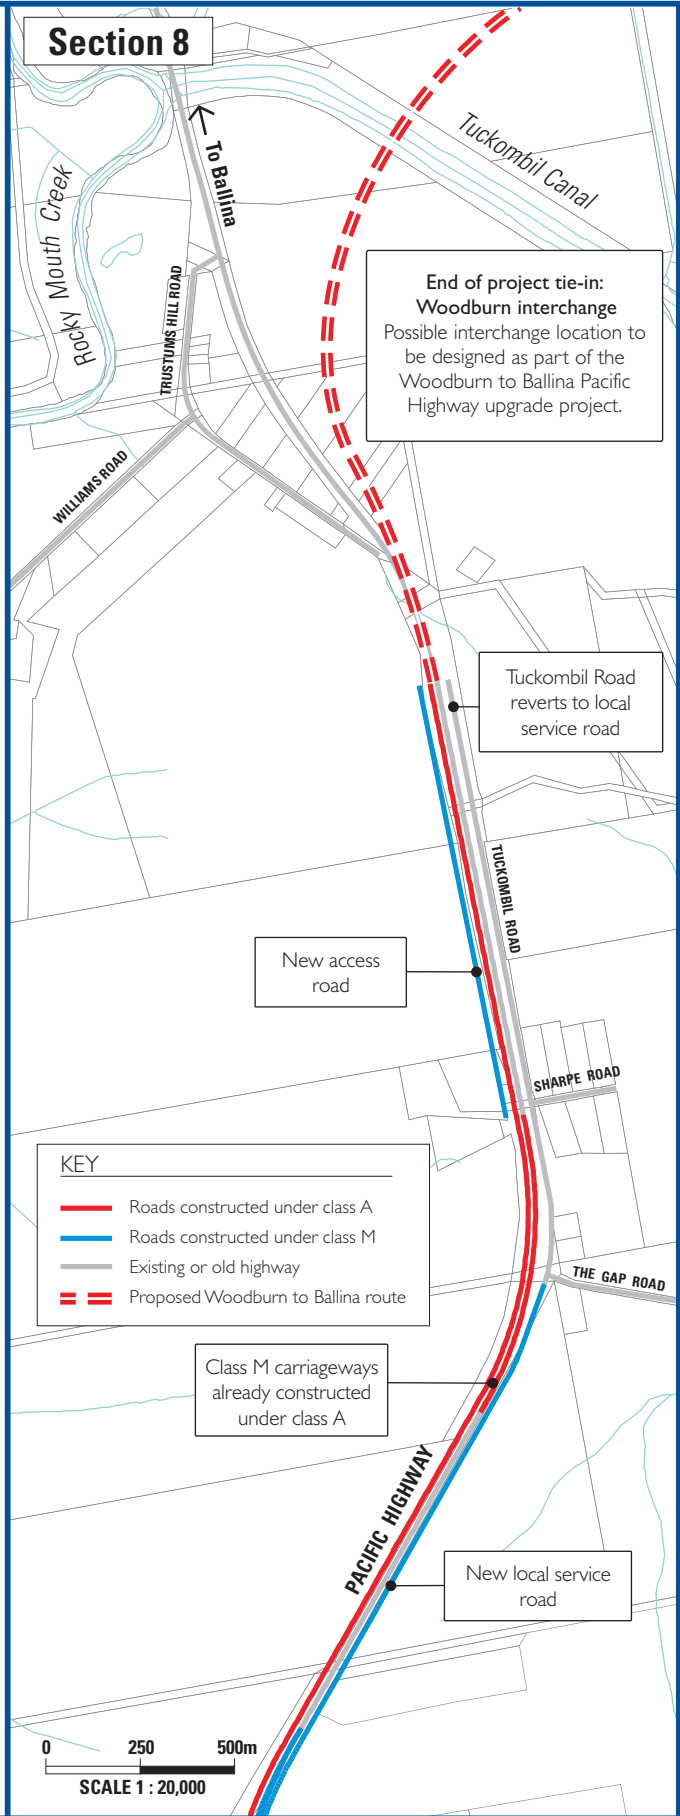 Section 8
To Ballina
Tuckombil Canal
Rocky Mouth Creek
TRUSTUMS HILL ROAD
End of project tie-in:
Woodburn interchange
Possible interchange location to
be designed as part of the
Woodburn to Ballina Pacific
Highway upgrade project.
WILLIAMS ROAD
Tuckombil Road
reverts to local
service road
TUCKOMBIL ROAD
New access
road
SHARPE ROAD
KEY
Roads constructed under class A
Roads constructed under class M
Existing or old highway
Proposed Woodburn to Ballina route
THE GAP ROAD
Class M carriageways
already constructed
under class A
PACIFIC HIGHWAY
New local service
road
0 250 500m
SCALE 1 : 20,000